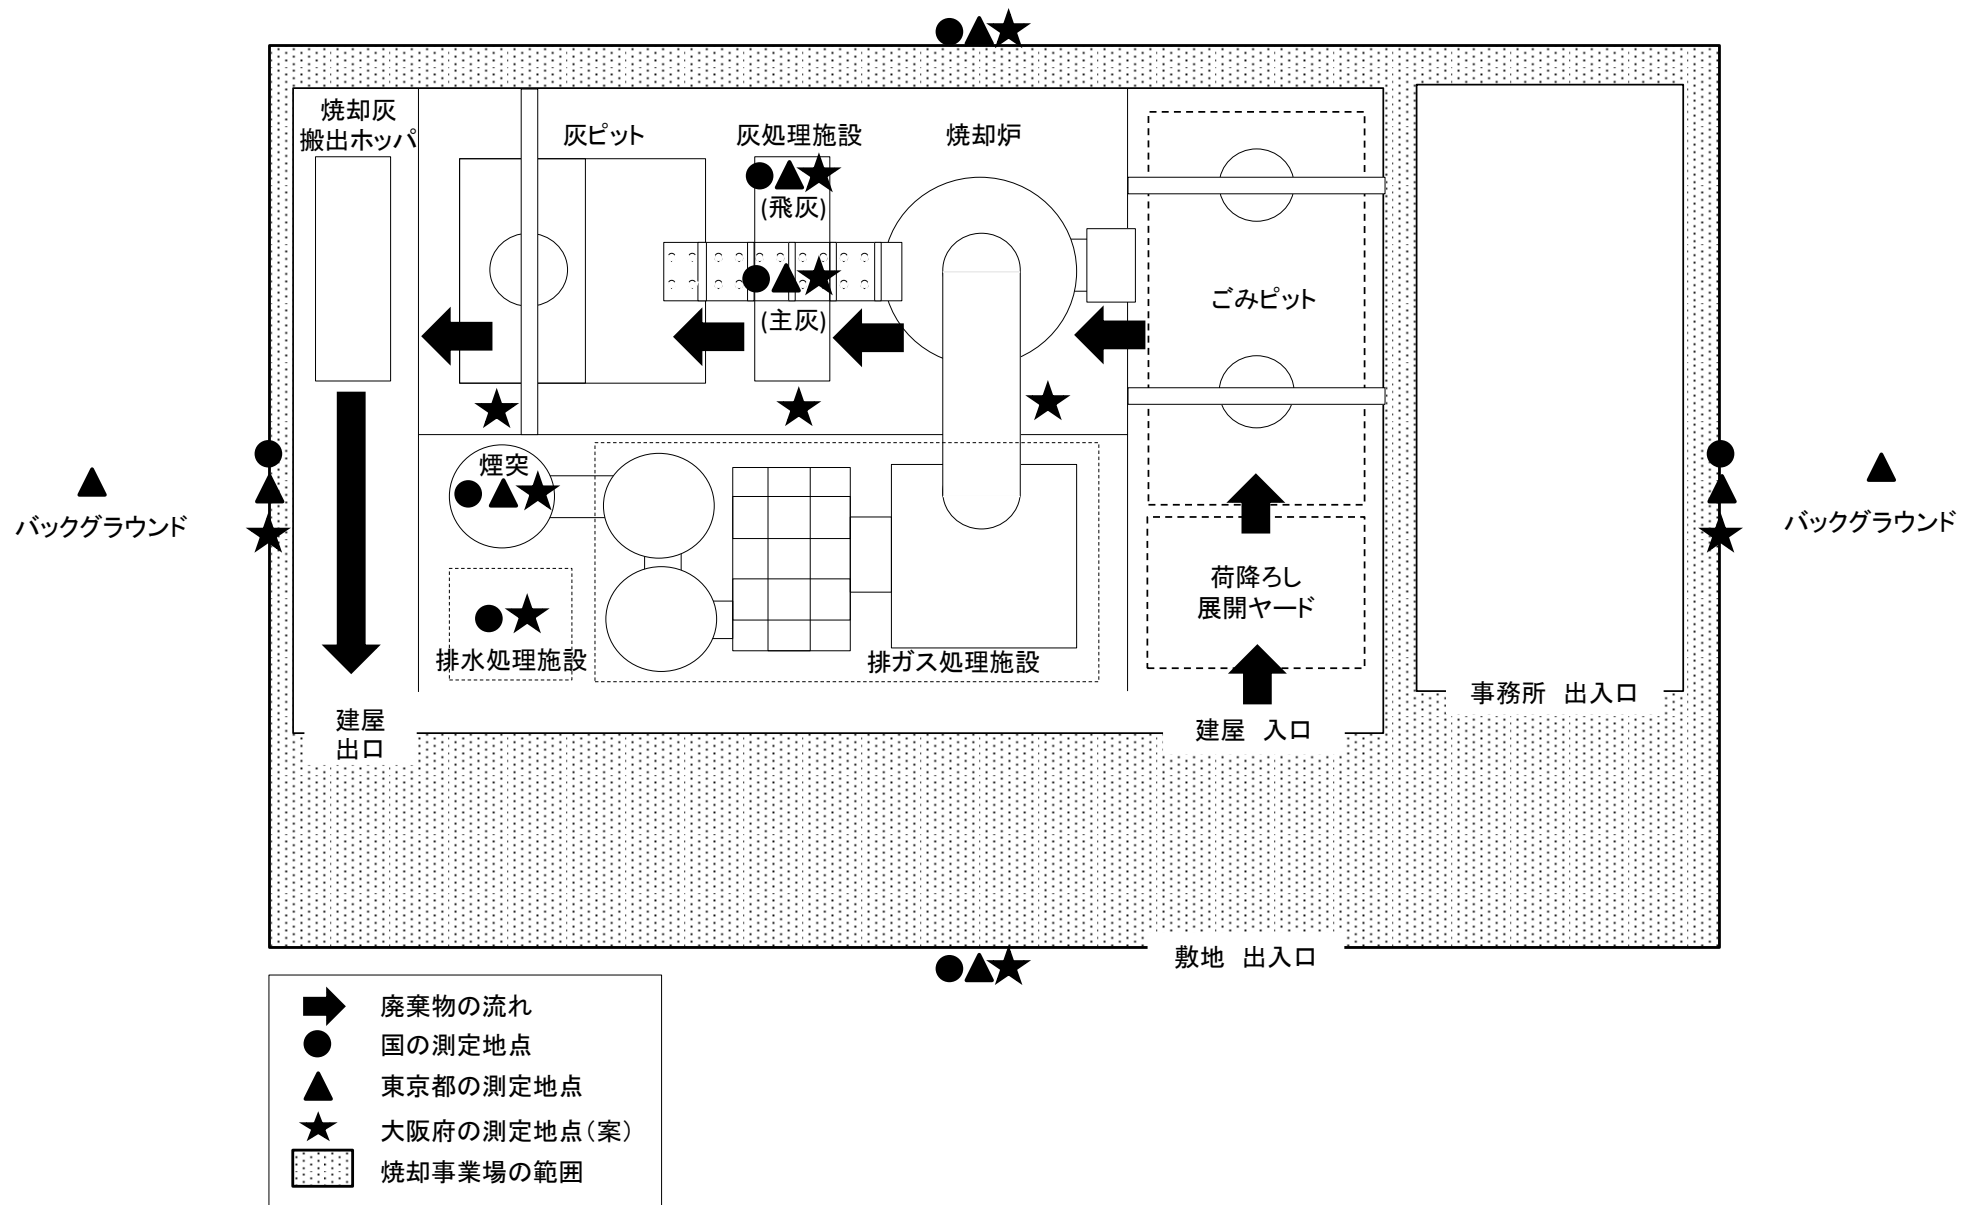 焼却灰
搬出ホッパ
灰ピット
灰処理施設
焼却炉
(飛灰)
(主灰)
ごみピット
煙突
バックグラウンド
バックグラウンド
荷降ろし
展開ヤード
排水処理施設
排ガス処理施設
事務所 出入口
建屋
出口
建屋 入口
敷地 出入口
廃棄物の流れ
国の測定地点
東京都の測定地点
大阪府の測定地点(案)
焼却事業場の範囲